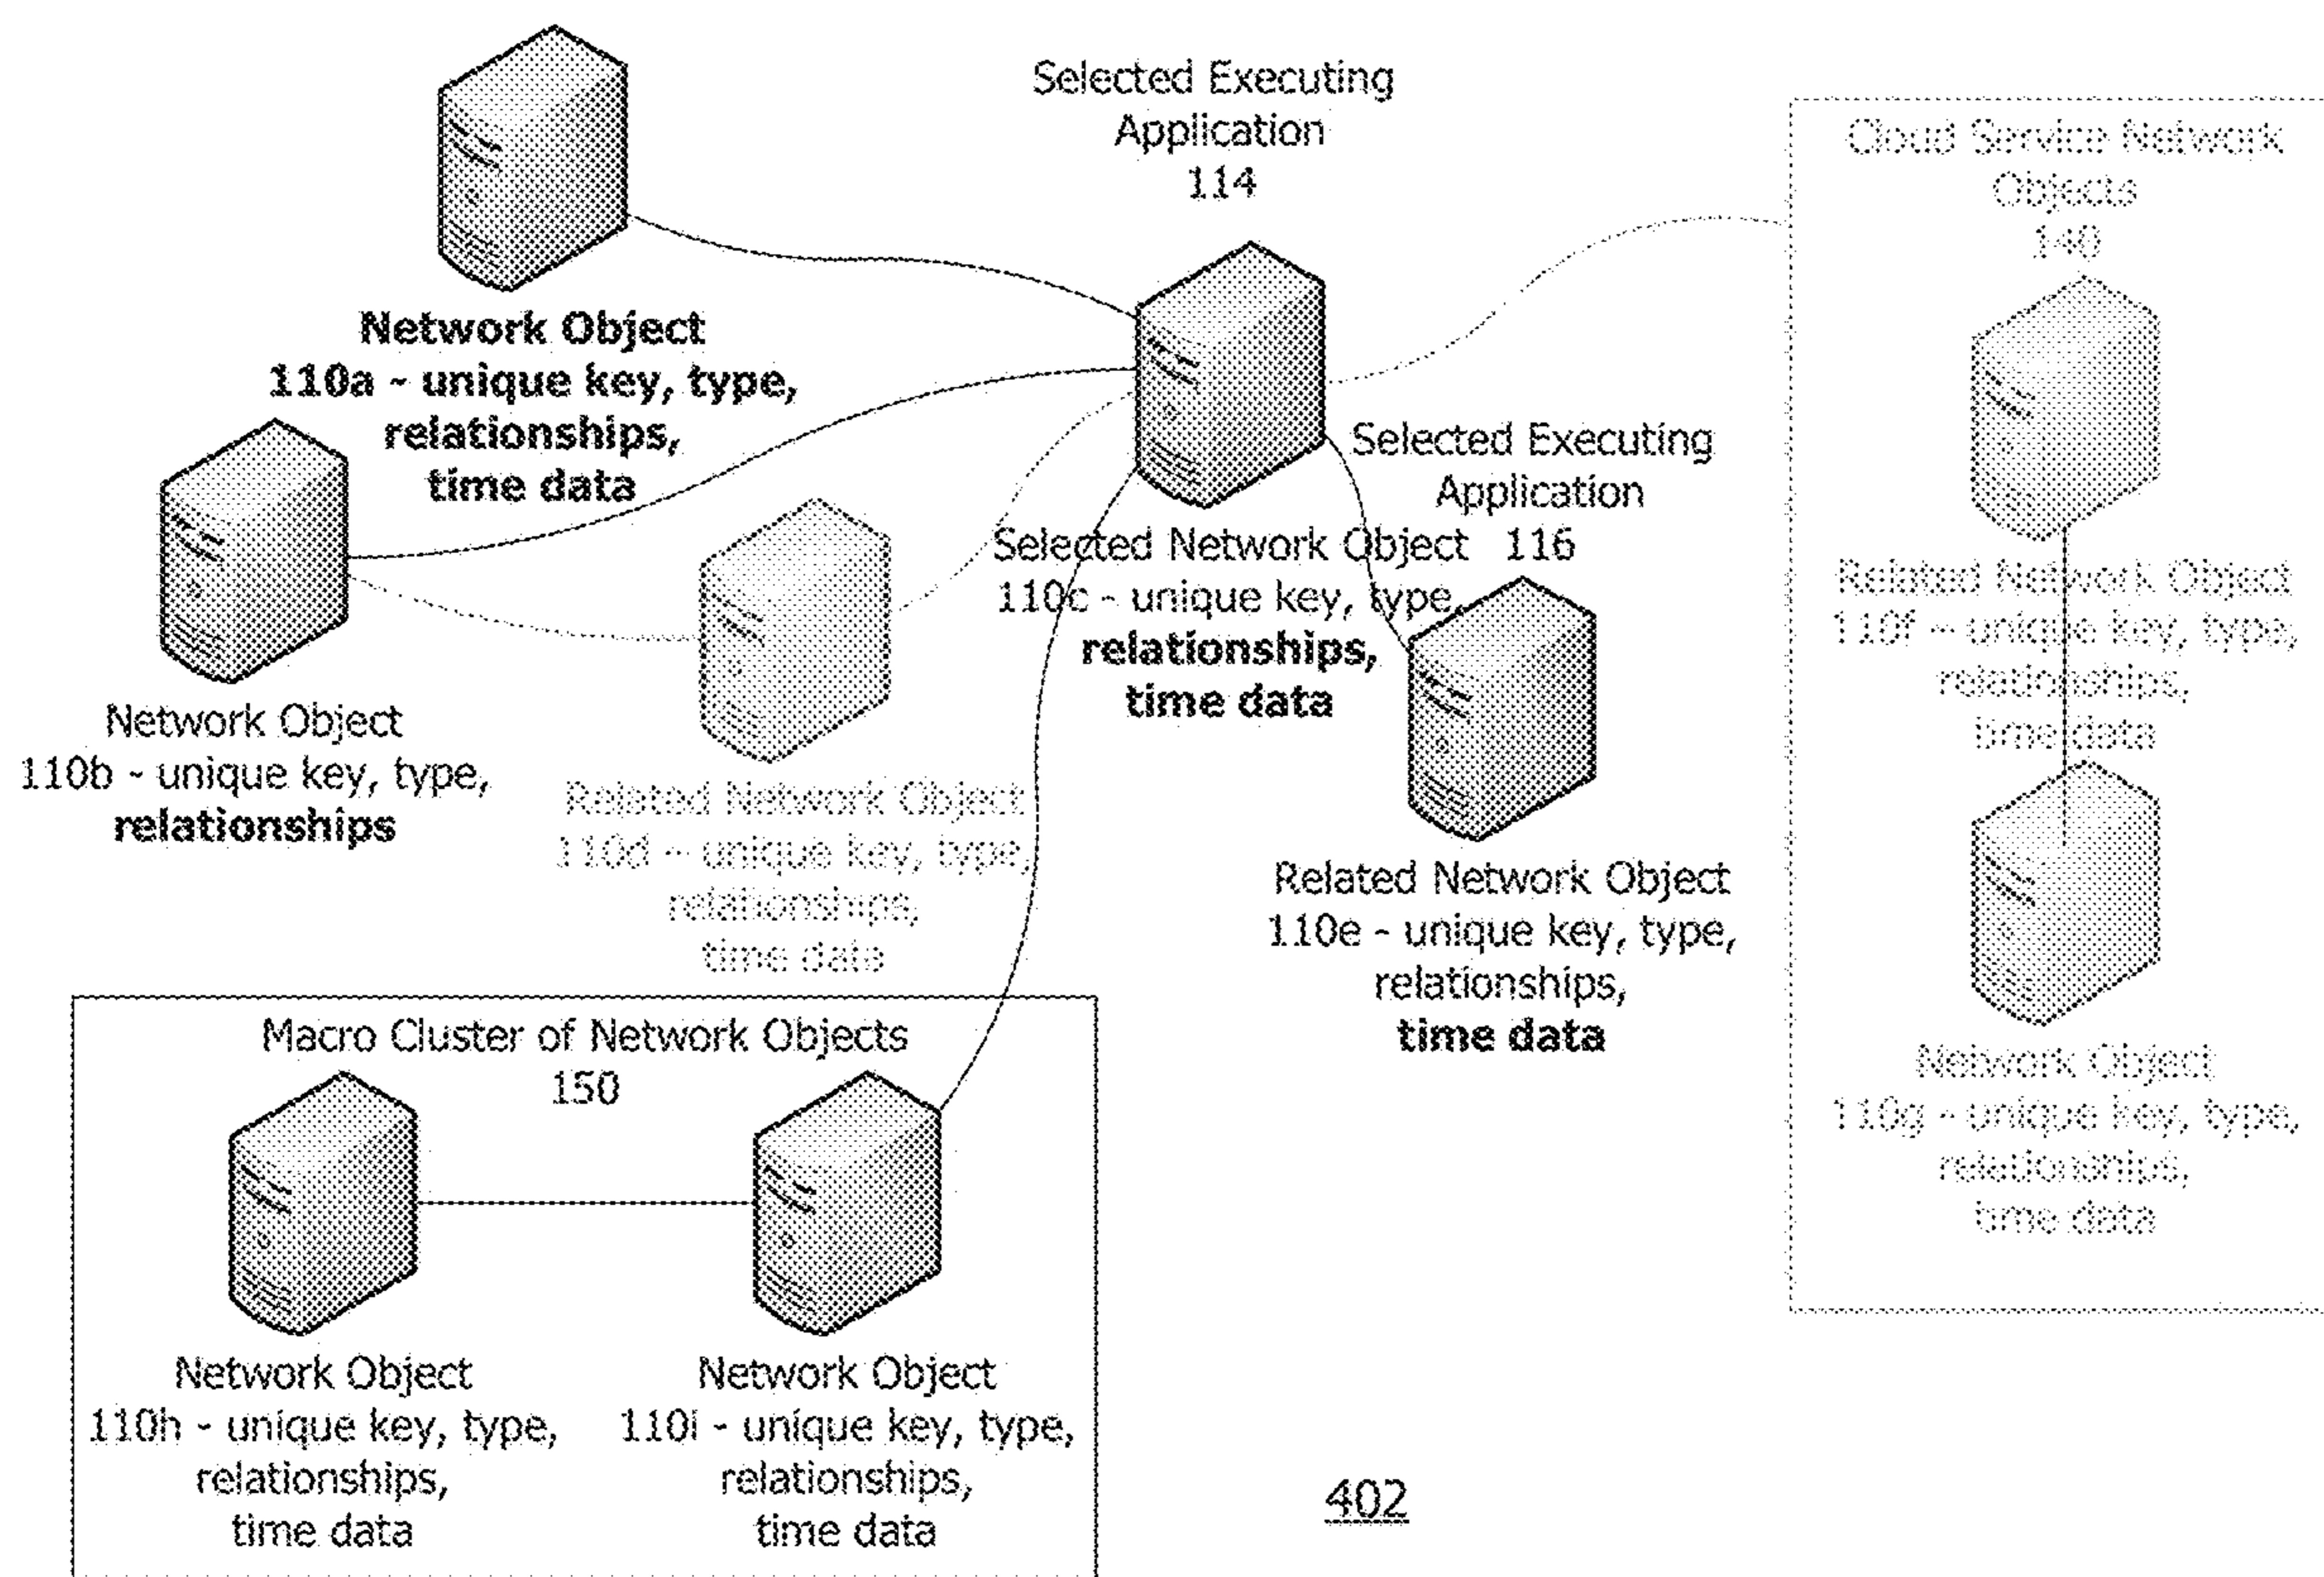 Selected Executing
Application
114
Cloud Service Network
Objects
140
Network Object
110a - unique key, type,
relationships,
time data
Selected Executing
Application
116
Selected Network Object
110c - unique key, type,
relationships,
time data
Related Network Object
110f - unique key, type,
relationships,
time data
Network Object
110b - unique key, type,
relationships
Related Network Object
110d - unique key, type,
relationships,
time data
Related Network Object
110e - unique key, type,
relationships,
time data
Network Object
110g - unique key, type,
relationships,
time data
Macro Cluster of Network Objects
150
Network Object
110h - unique key, type,
relationships,
time data
Network Object
110i - unique key, type,
relationships,
time data
402